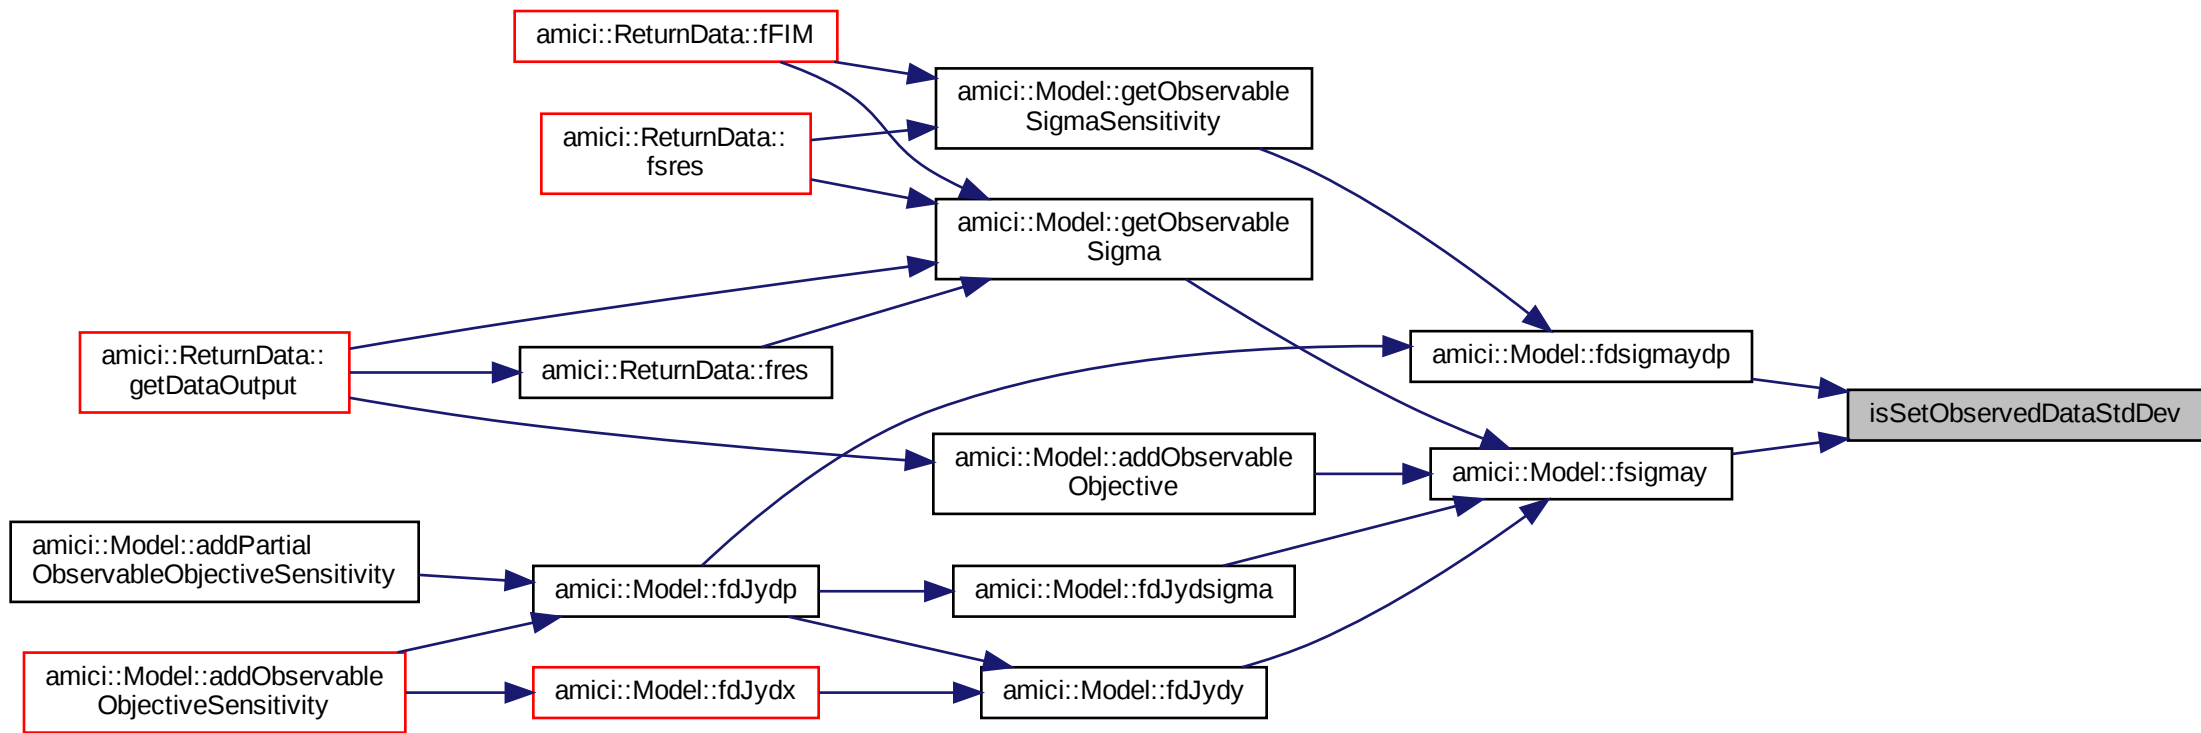 amici::ReturnData::fFIM
amici::Model::getObservable
SigmaSensitivity
amici::ReturnData::
fsres
amici::Model::getObservable
Sigma
amici::ReturnData::
getDataOutput
amici::ReturnData::fres
amici::Model::fdsigmaydp
isSetObservedDataStdDev
amici::Model::addObservable
Objective
amici::Model::fsigmay
amici::Model::addPartial
ObservableObjectiveSensitivity
amici::Model::fdJydp
amici::Model::fdJydsigma
amici::Model::addObservable
ObjectiveSensitivity
amici::Model::fdJydx
amici::Model::fdJydy